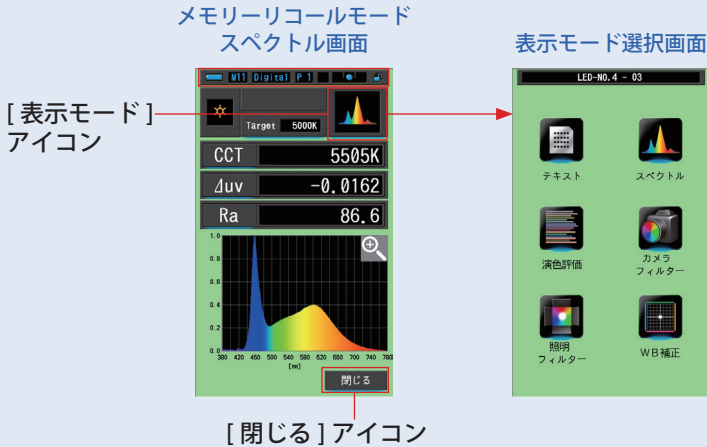 メモリーリコールモード
スペクトル画面
表示モード選択画面
[ 表示モード ]
アイコン
M11 Digital P 1
Target 5000K
CCT 5505K
⊿uv -0.0162
Ra 86.6
1.0
0.8
0.6
0.4
0.2
0.0
380 420 460 500 540 580 620 660 700 740 780
[nm]
閉じる
[ 閉じる ] アイコン
LED-NO.4 - 03
テキスト
スペクトル
演色評価
カメラ
フィルター
照明
フィルター
WB補正